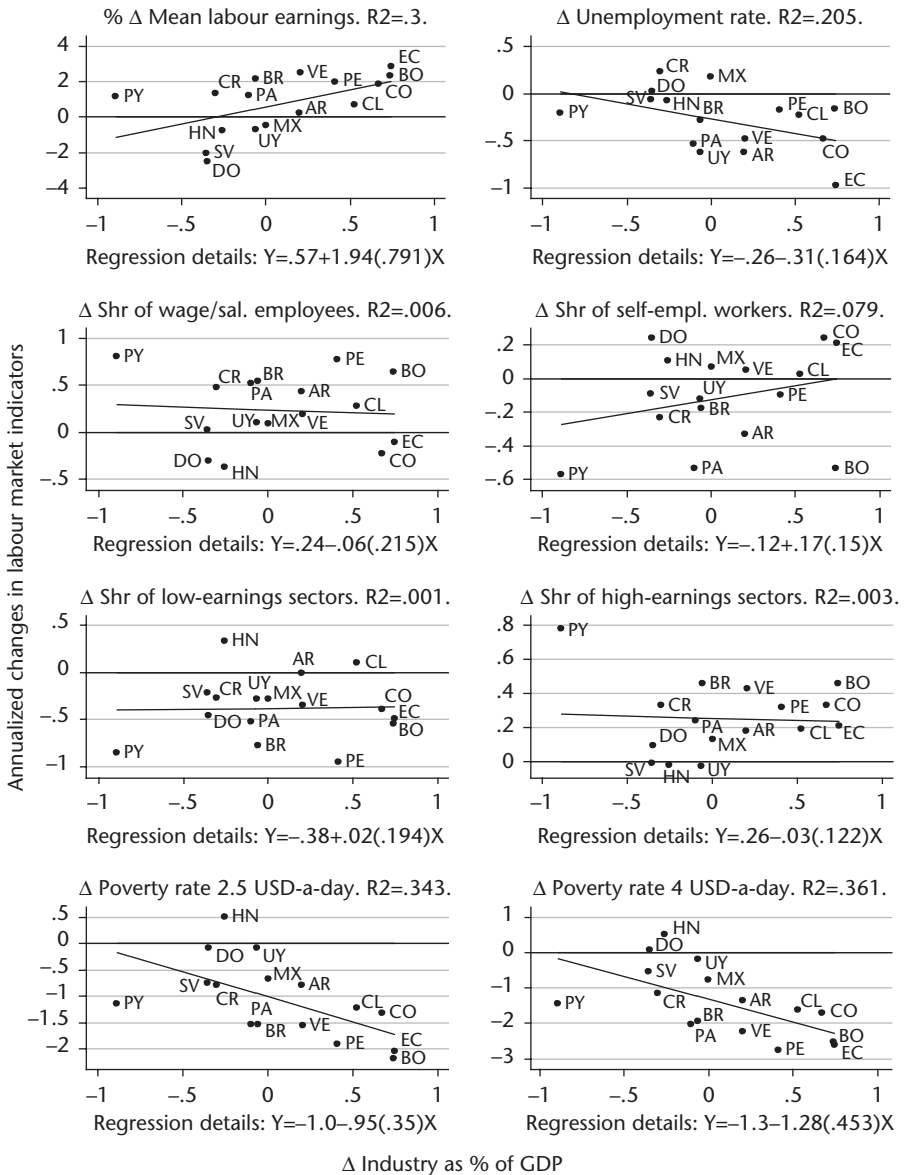 Annualized changes in labour market indicators
% Δ Mean labour earnings. R2=.3.
4
2
0
–2
–4
PY
CR
BR
PA
VE
PE
EC
BO
CO
CL
AR
MX
UY
HN
SV
DO
–1 –.5 0 .5 1
Regression details: Y=.57+1.94(.791)X
Δ Unemployment rate. R2=.205.
.5
0
–.5
–1
PY
CR
DO
SV
HN
MX
BR
PA
UY
VE
AR
PE
CL
BO
CO
EC
–1 –.5 0 .5 1
Regression details: Y=–.26–.31(.164)X
Δ Shr of wage/sal. employees. R2=.006.
1
.5
0
–.5
PY
CR
BR
PA
AR
PE
BO
CL
SV
UY
MX
VE
EC
CO
DO
HN
–1 –.5 0 .5 1
Regression details: Y=.24–.06(.215)X
Δ Shr of self-empl. workers. R2=.079.
.2
0
–.2
–.4
–.6
DO
HN
MX
VE
CO
EC
CL
SV
UY
BR
CR
PE
AR
PY
PA
BO
–1 –.5 0 .5 1
Regression details: Y=–.12+.17(.15)X
Δ Shr of low-earnings sectors. R2=.001.
.5
0
–.5
–1
HN
AR
CL
SV
CR
UY
MX
VE
CO
EC
BO
DO
PA
BR
PY
PE
–1 –.5 0 .5 1
Regression details: Y=–.38+.02(.194)X
Δ Shr of high-earnings sectors. R2=.003.
.8
.6
.4
.2
0
PY
BR
VE
BO
CR
PE
CO
PA
AR
CL
EC
DO
MX
SV
HN
UY
–1 –.5 0 .5 1
Regression details: Y=.26–.03(.122)X
Δ Poverty rate 2.5 USD-a-day. R2=.343.
.5
0
–.5
–1
–1.5
–2
HN
DO
UY
SV
CR
MX
AR
PY
PA
BR
VE
CL
CO
PE
EC
BO
–1 –.5 0 .5 1
Regression details: Y=–1.0–.95(.35)X
Δ Poverty rate 4 USD-a-day. R2=.361.
1
0
–1
–2
–3
HN
DO
SV
UY
MX
CR
PY
AR
CL
CO
BR
PA
VE
PE
BO
EC
–1 –.5 0 .5 1
Regression details: Y=–1.3–1.28(.453)X
Δ Industry as % of GDP